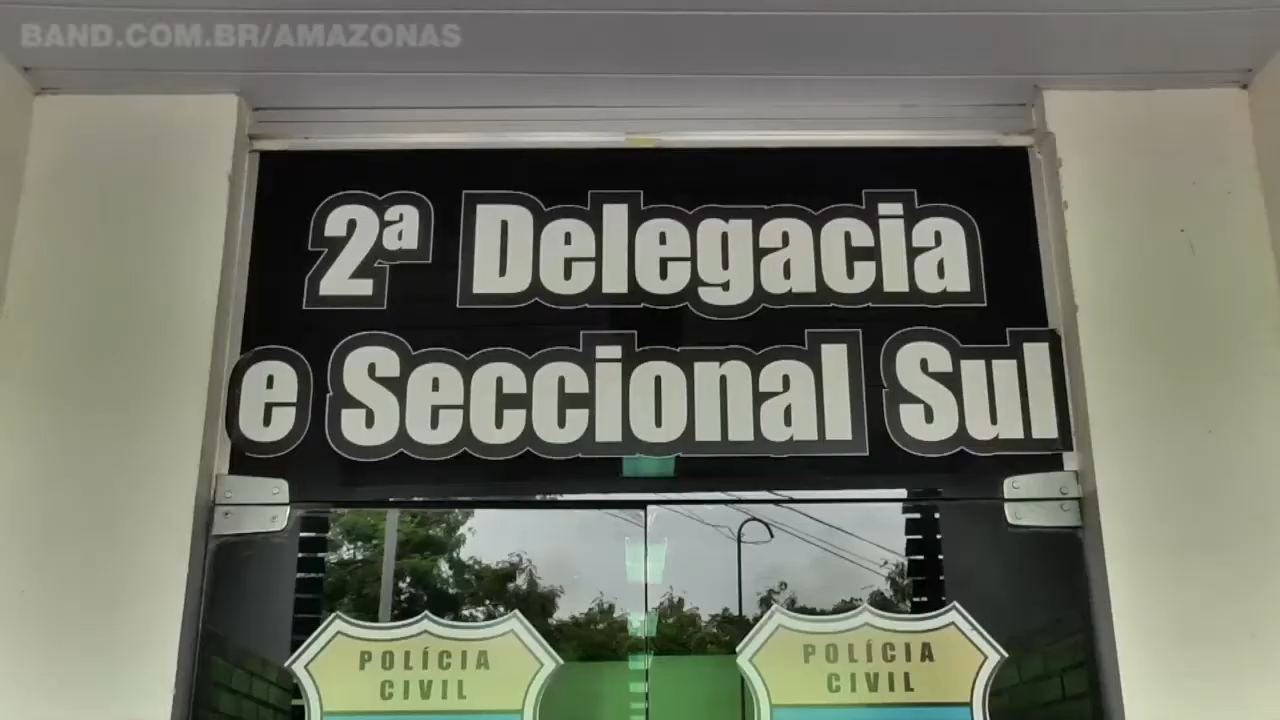 BAND.COM.BR/AMAZONAS
2ª Delegacia
e Seccional Sul
POLÍCIA
CIVIL
POLÍCIA
CIVIL